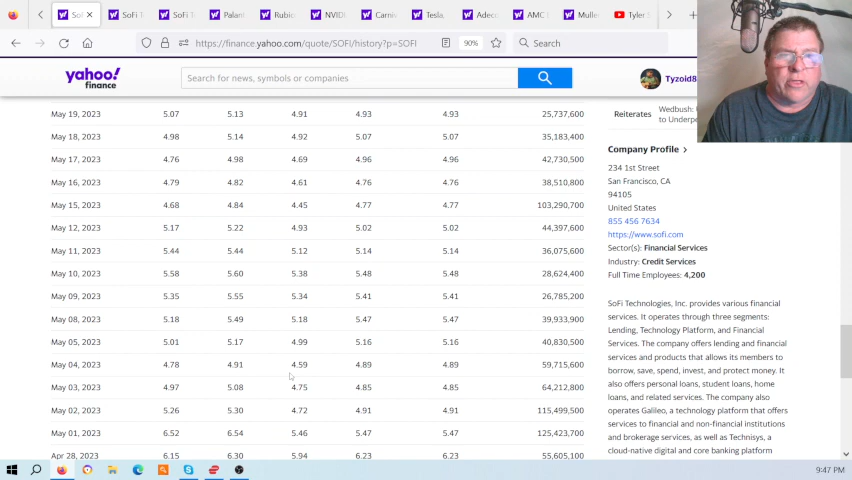 SoFi
SoFi T
SoFi T
Palant
Rubic
NVIDI
Carniv
Tesla,
Adeco
AMC
Muller
Tyler S
https://finance.yahoo.com/quote/SOFI/history?p=SOFI
90%
Search
yahoo!
finance
Search for news, symbols or companies
Tyzoid8
May 19, 2023 5.07 5.13 4.91 4.93 4.93 25,737,600
May 18, 2023 4.98 5.14 4.92 5.07 5.07 35,183,400
May 17, 2023 4.76 4.98 4.69 4.96 4.96 42,730,500
May 16, 2023 4.79 4.82 4.61 4.76 4.76 38,510,800
May 15, 2023 4.68 4.84 4.45 4.77 4.77 103,290,700
May 12, 2023 5.17 5.22 4.93 5.02 5.02 44,397,600
May 11, 2023 5.44 5.44 5.12 5.14 5.14 36,075,600
May 10, 2023 5.58 5.60 5.38 5.48 5.48 28,624,400
May 09, 2023 5.35 5.55 5.34 5.41 5.41 26,785,200
May 08, 2023 5.18 5.49 5.18 5.47 5.47 39,933,900
May 05, 2023 5.01 5.17 4.99 5.16 5.16 40,830,500
May 04, 2023 4.78 4.91 4.59 4.89 4.89 59,715,600
May 03, 2023 4.97 5.08 4.75 4.85 4.85 64,212,800
May 02, 2023 5.26 5.30 4.72 4.91 4.91 115,499,500
May 01, 2023 6.52 6.54 5.46 5.47 5.47 125,423,700
Apr 28, 2023 6.15 6.30 5.94 6.23 6.23 55,605,100
Reiterates
Wedbush:
to Underpe
Company Profile
234 1st Street
San Francisco, CA
94105
United States
855 456 7634
https://www.sofi.com
Sector(s): Financial Services
Industry: Credit Services
Full Time Employees: 4,200
SoFi Technologies, Inc. provides various financial
services. It operates through three segments:
Lending, Technology Platform, and Financial
Services. The company offers lending and financial
services and products that allows its members to
borrow, save, spend, invest, and protect money. It
also offers personal loans, student loans, home
loans, and related services. The company also
operates Galileo, a technology platform that offers
services to financial and non-financial institutions
and brokerage services, as well as Technisys, a
cloud-native digital and core banking platform
9:47 PM